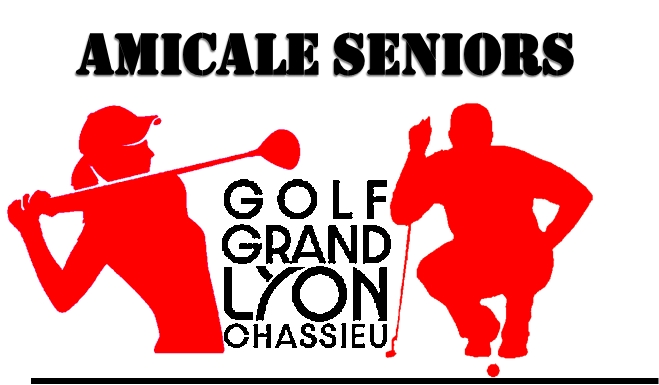 AMICALE SENIORS
GOLF
GRAND
LYON
CHASSIEU